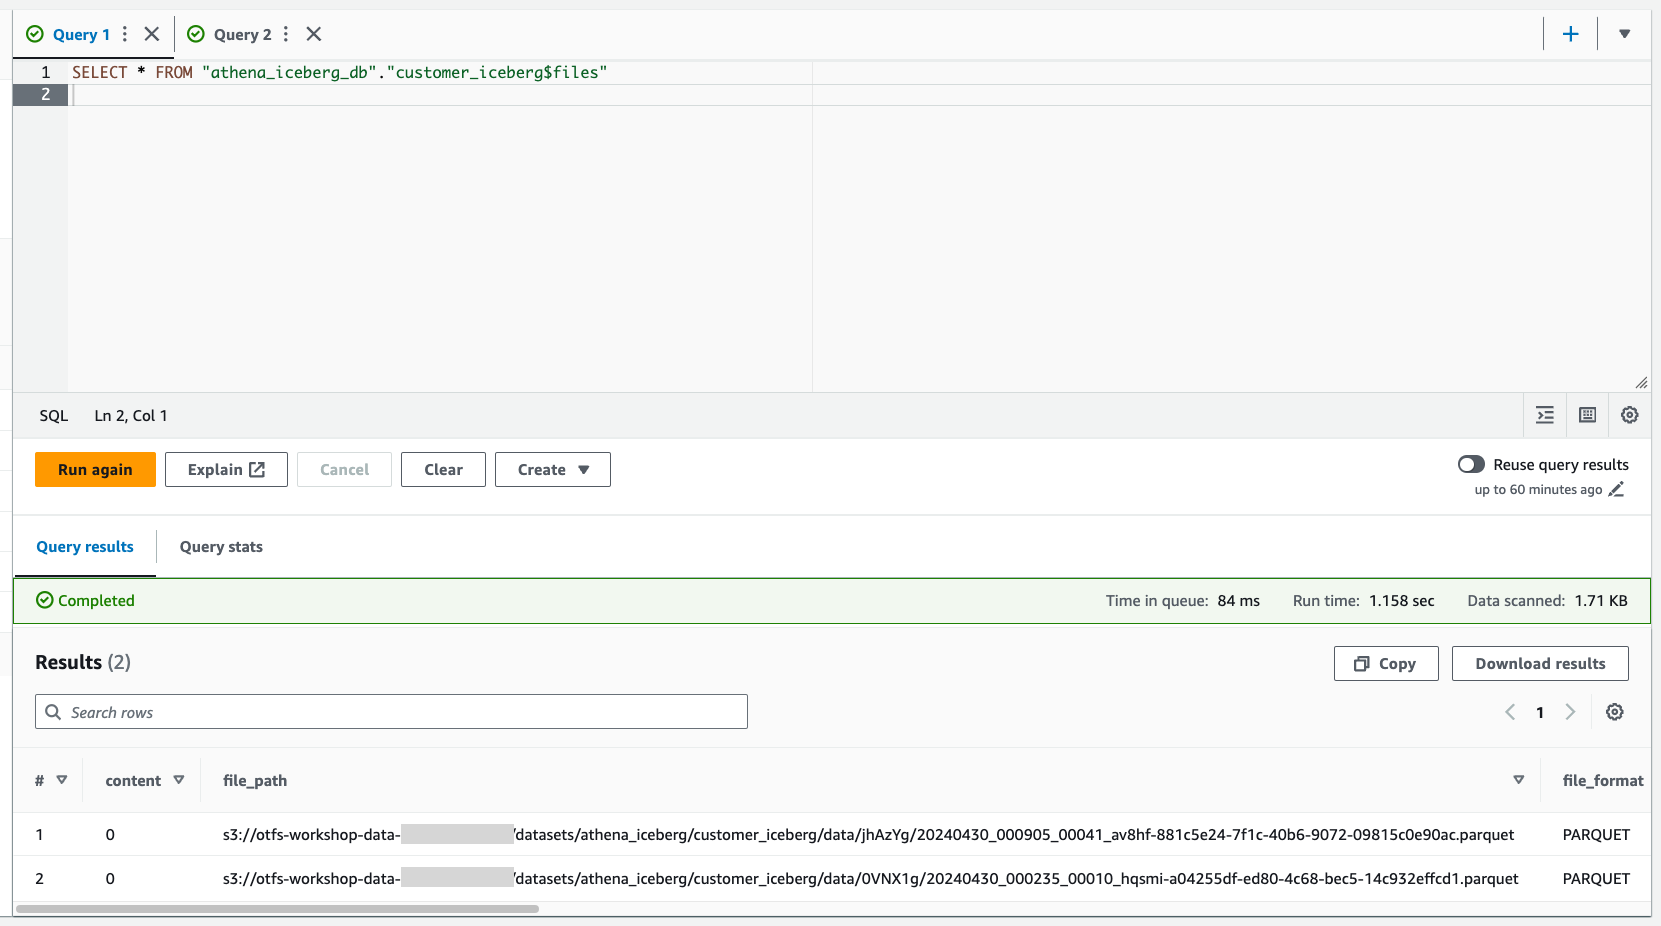 Query 1 Query 2
1 SELECT * FROM "athena_iceberg_db"."customer_iceberg$files"
2
SQL Ln 2, Col 1
Run again Explain Cancel Clear Create Reuse query results
up to 60 minutes ago
Query results Query stats
Completed Time in queue: 84 ms Run time: 1.158 sec Data scanned: 1.71 KB
Results (2) Copy Download results
Search rows 1
# content file_path file_format
1 0 s3://otfs-workshop-data- /datasets/athena_iceberg/customer_iceberg/data/jhAzYg/20240430_000905_00041_av8hf-881c5e24-7f1c-40b6-9072-09815c0e90ac.parquet PARQUET
2 0 s3://otfs-workshop-data- /datasets/athena_iceberg/customer_iceberg/data/0VNX1g/20240430_000235_00010_hqsmi-a04255df-ed80-4c68-bec5-14c932effcd1.parquet PARQUET